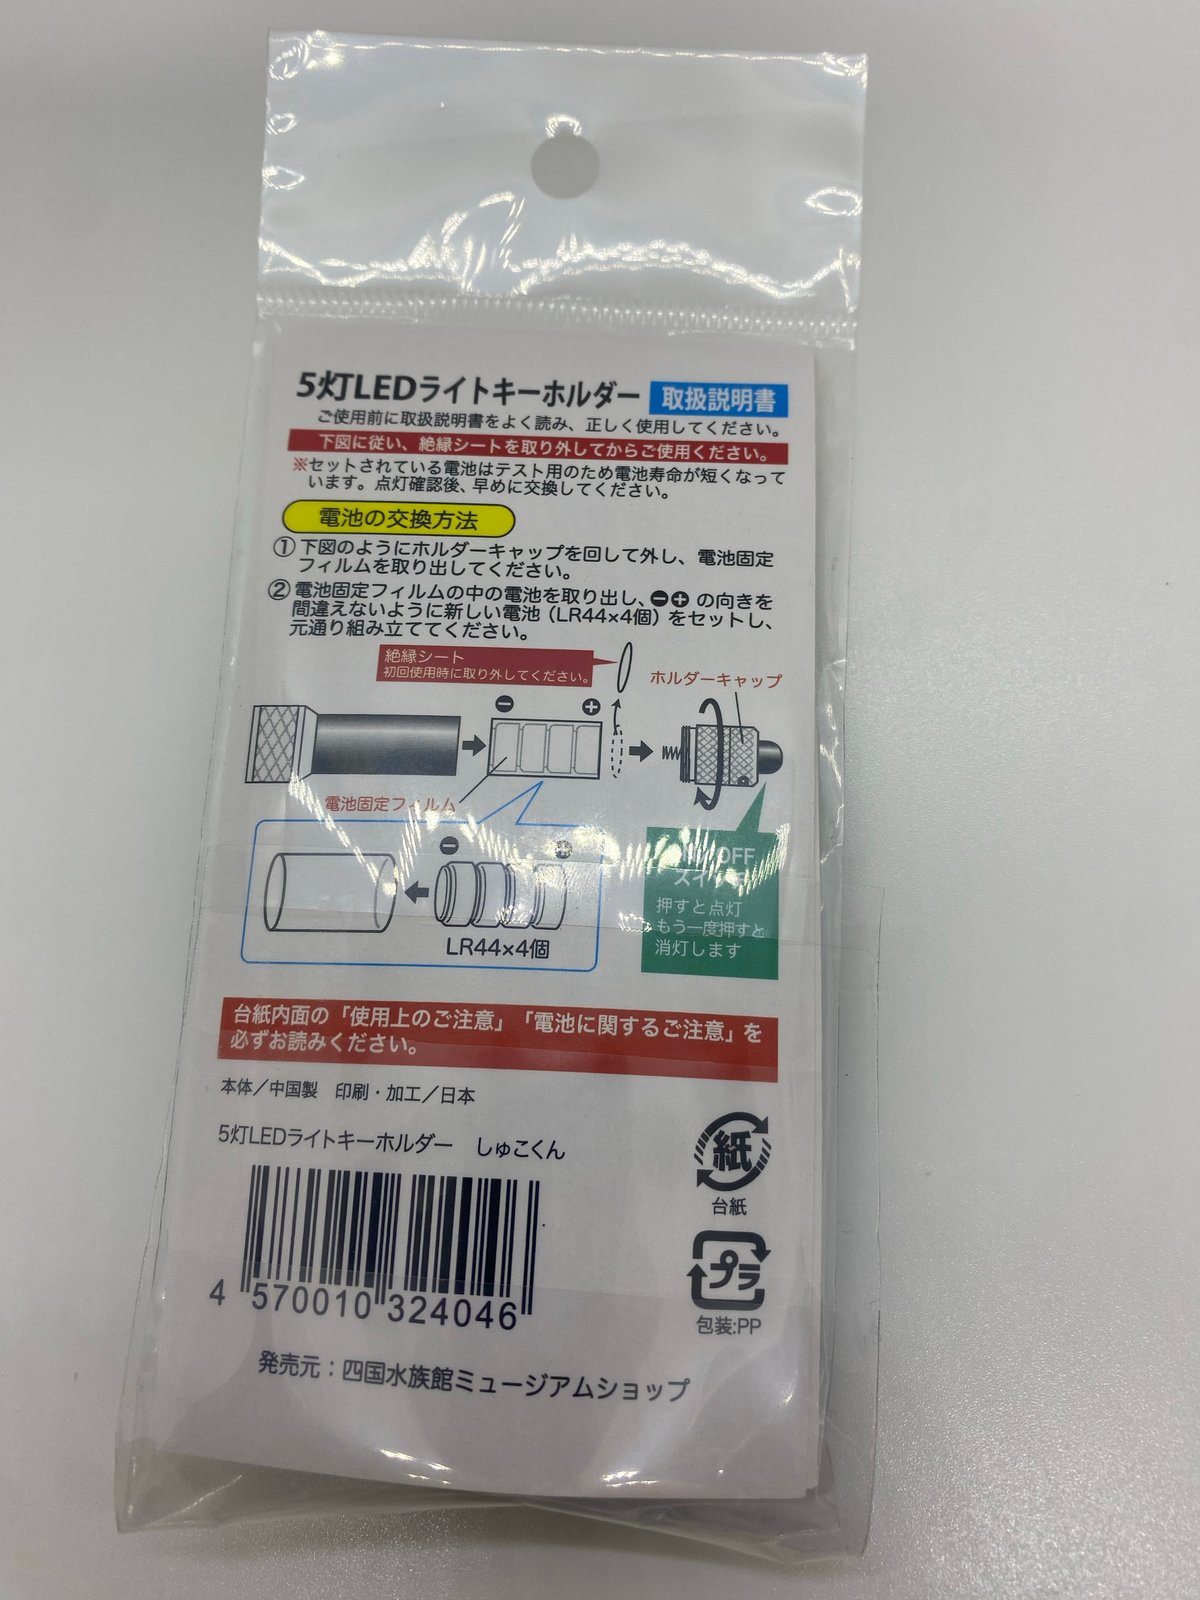 5灯LEDライトキーホルダー 取扱説明書
ご使用前に取扱説明書をよく読み、正しく使用してください。
下図に従い、絶縁シートを取り外してからご使用ください。
※セットされている電池はテスト用のため電池寿命が短くなって
います。点灯確認後、早めに交換してください。
電池の交換方法
①下図のようにホルダーキャップを回して外し、電池固定
フィルムを取り出してください。
②電池固定フィルムの中の電池を取り出し、⊖⊕の向きを
間違えないように新しい電池（LR44×4個）をセットし、
元通り組み立ててください。
絶縁シート
初回使用時に取り外してください。
ホルダーキャップ
⊖ ⊕
電池固定フィルム
⊖ ⊕
LR44×4個
OFF
押すと点灯
もう一度押すと
消灯します
台紙内面の「使用上のご注意」「電池に関するご注意」を
必ずお読みください。
本体／中国製 印刷・加工／日本
5灯LEDライトキーホルダー しゅこくん
紙
台紙
4 570010 324046
プラ
包装:PP
発売元：四国水族館ミュージアムショップ